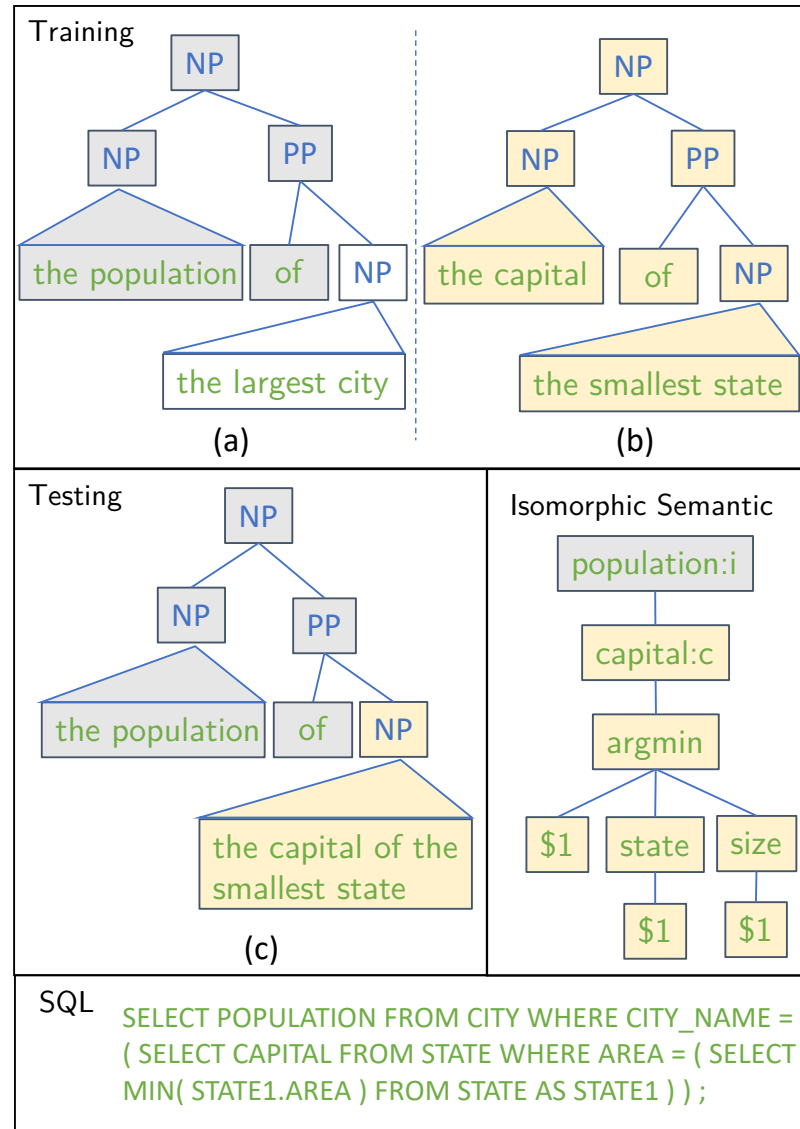 Training
NP
NP PP
the population of NP
the largest city
(a)
NP
NP PP
the capital of NP
the smallest state
(b)
Testing
NP
NP PP
the population of NP
the capital of the
smallest state
(c)
Isomorphic Semantic
population:i
capital:c
argmin
$1 state size
$1 $1
SQL
SELECT POPULATION FROM CITY WHERE CITY_NAME =
( SELECT CAPITAL FROM STATE WHERE AREA = ( SELECT
MIN( STATE1.AREA ) FROM STATE AS STATE1 ) ) ;